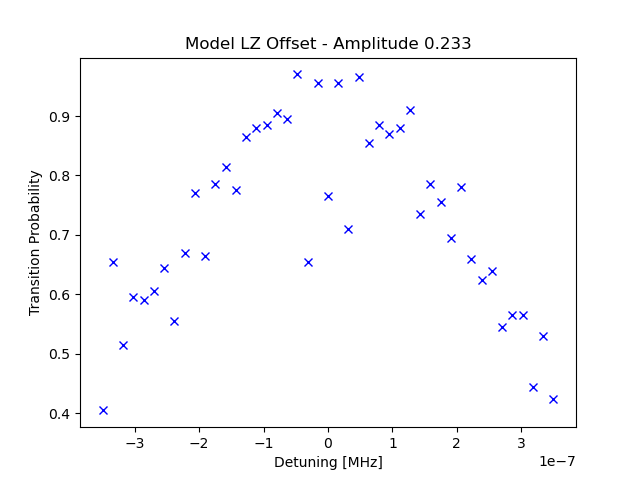 Model LZ Offset - Amplitude 0.233
Transition Probability
0.9
0.8
0.7
0.6
0.5
0.4
−3 −2 −1 0 1 2 3
1e−7
Detuning [MHz]